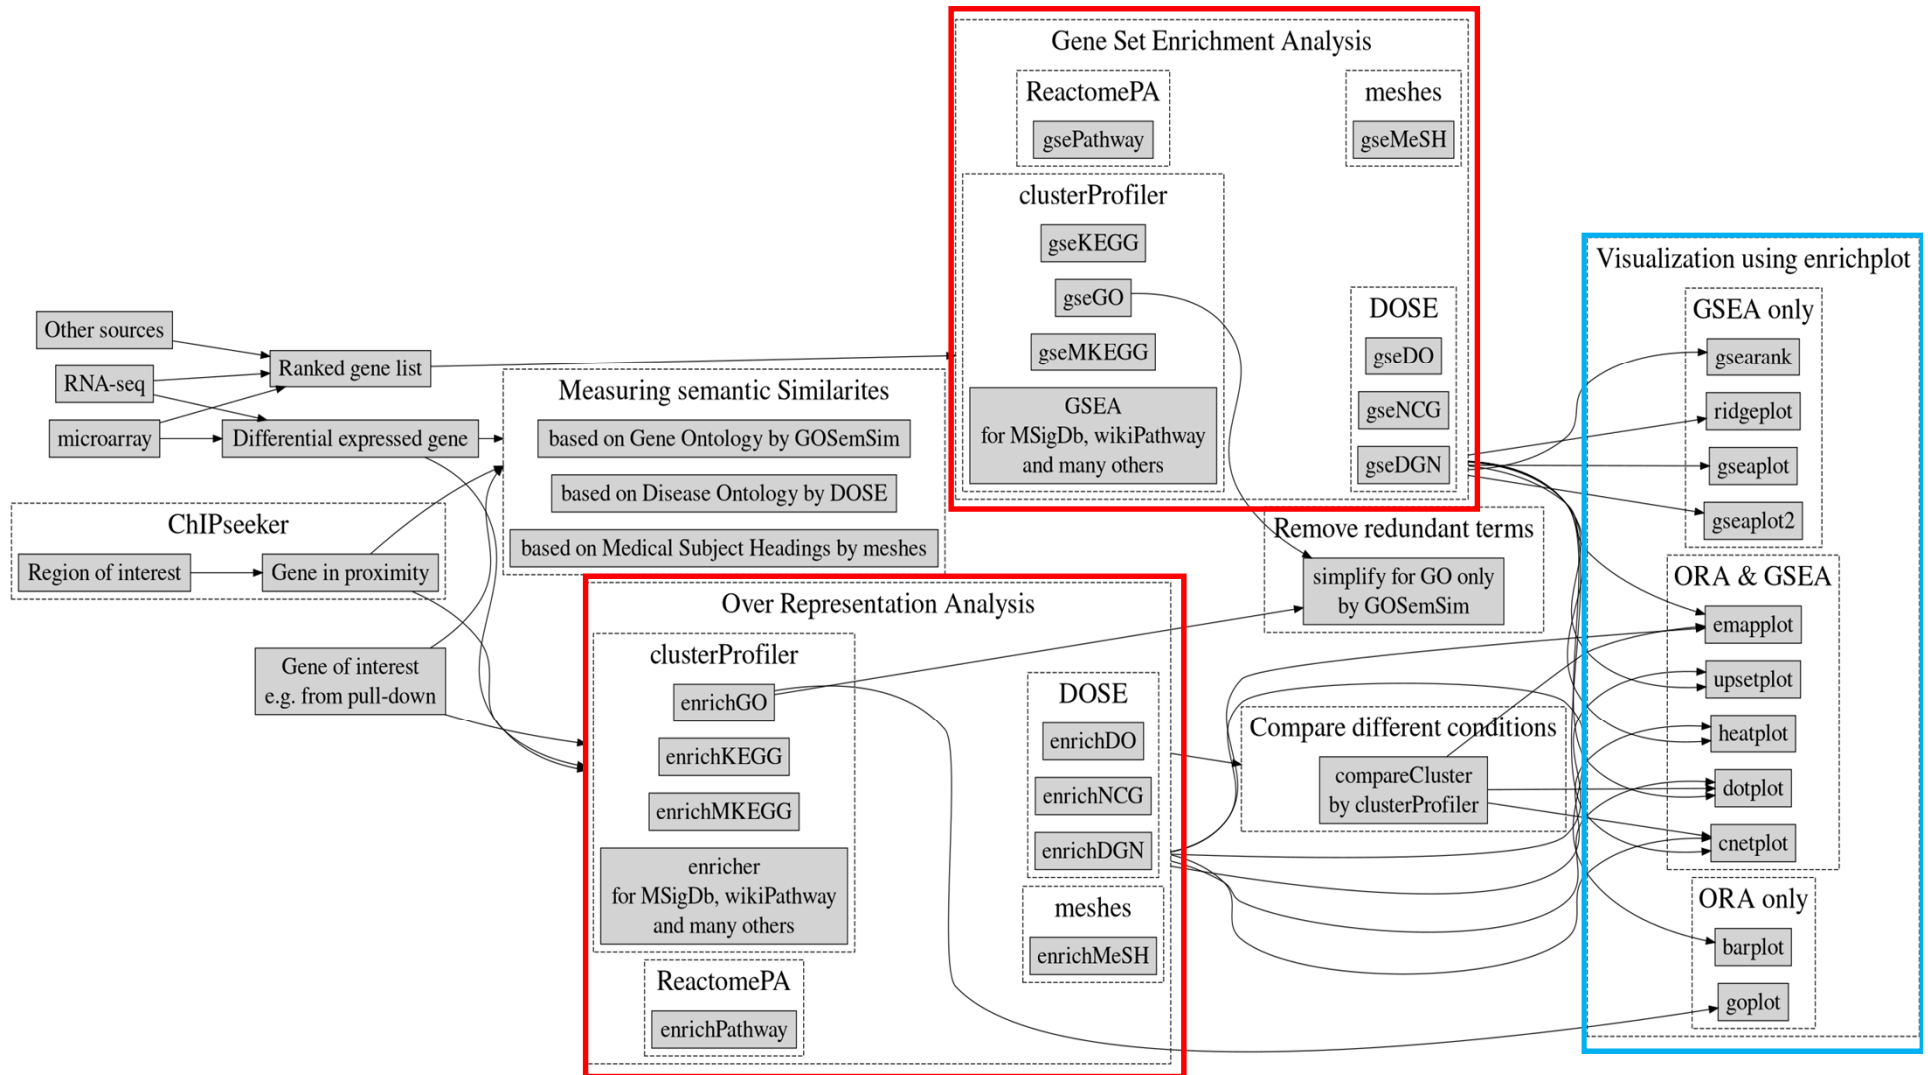 Gene Set Enrichment Analysis
ReactomePA
gsePathway
meshes
gseMeSH
clusterProfiler
gseKEGG
gseGO
gseMKEGG
GSEA
for MSigDb, wikiPathway
and many others
DOSE
gseDO
gseNCG
gseDGN
Other sources
RNA-seq
microarray
Ranked gene list
Differential expressed gene
Measuring semantic Similarites
based on Gene Ontology by GOSemSim
based on Disease Ontology by DOSE
based on Medical Subject Headings by meshes
ChIPseeker
Region of interest
Gene in proximity
Gene of interest
e.g. from pull-down
Over Representation Analysis
clusterProfiler
enrichGO
enrichKEGG
enrichMKEGG
enricher
for MSigDb, wikiPathway
and many others
ReactomePA
enrichPathway
DOSE
enrichDO
enrichNCG
enrichDGN
meshes
enrichMeSH
Remove redundant terms
simplify for GO only
by GOSemSim
Compare different conditions
compareCluster
by clusterProfiler
Visualization using enrichplot
GSEA only
gsearank
ridgeplot
gseaplot
gseaplot2
ORA & GSEA
emapplot
upsetplot
heatplot
dotplot
cnetplot
ORA only
barplot
goplot